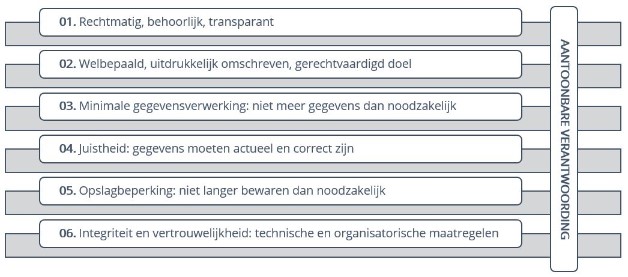 01. Rechtmatig, behoorlijk, transparant
02. Welbepaald, uitdrukkelijk omschreven, gerechtvaardigd doel
03. Minimale gegevensverwerking: niet meer gegevens dan noodzakelijk
04. Juistheid: gegevens moeten actueel en correct zijn
05. Opslagbeperking: niet langer bewaren dan noodzakelijk
06. Integriteit en vertrouwelijkheid: technische en organisatorische maatregelen
AANTOONBARE VERANTWOORDING